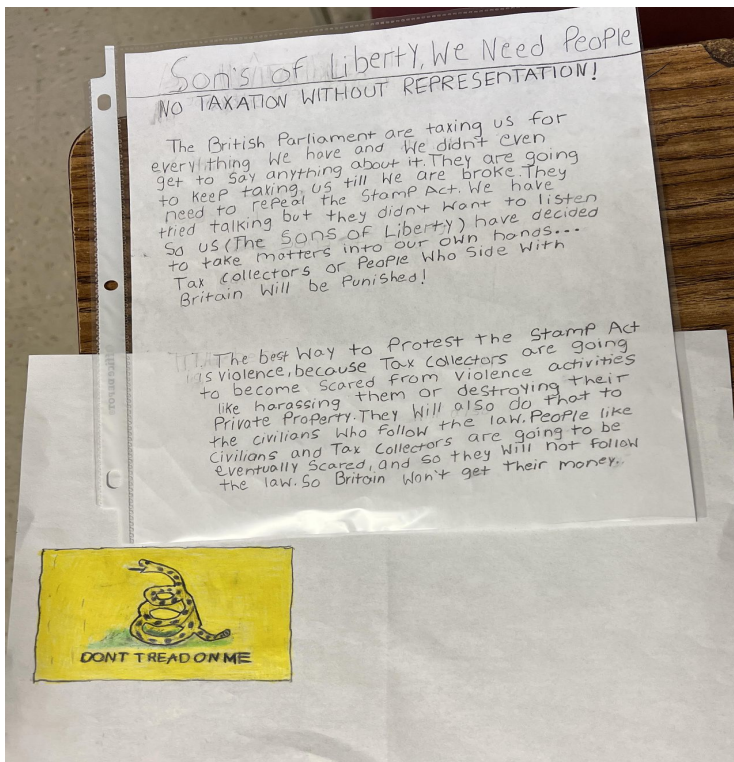 Son's of Liberty, We Need People
NO TAXATION WITHOUT REPRESENTATION!
The British Parliament are taxing us for
everything We have and We didn't even
get to say anything about it. They are going
to keep taking, us till We are broke. They
need to repeal the Stamp Act. We have
tried talking but they didn't want to listen
So us (The Sons of Liberty) have decided
to take matters into our own hands...
Tax collectors or People Who Side With
Britain Will be Punished!
The best Way to Protest the Stamp Act
is violence, because Tax collectors are going
to become scared from violence activities
like harassing them or destroying their
Private Property. They Will also do that to
the civilians Who follow the law. People like
Civilians and Tax Collectors are going to be
eventually Scared, and so they Will not follow
the law. So Britain Won't get their money.
DONT TREAD ON ME